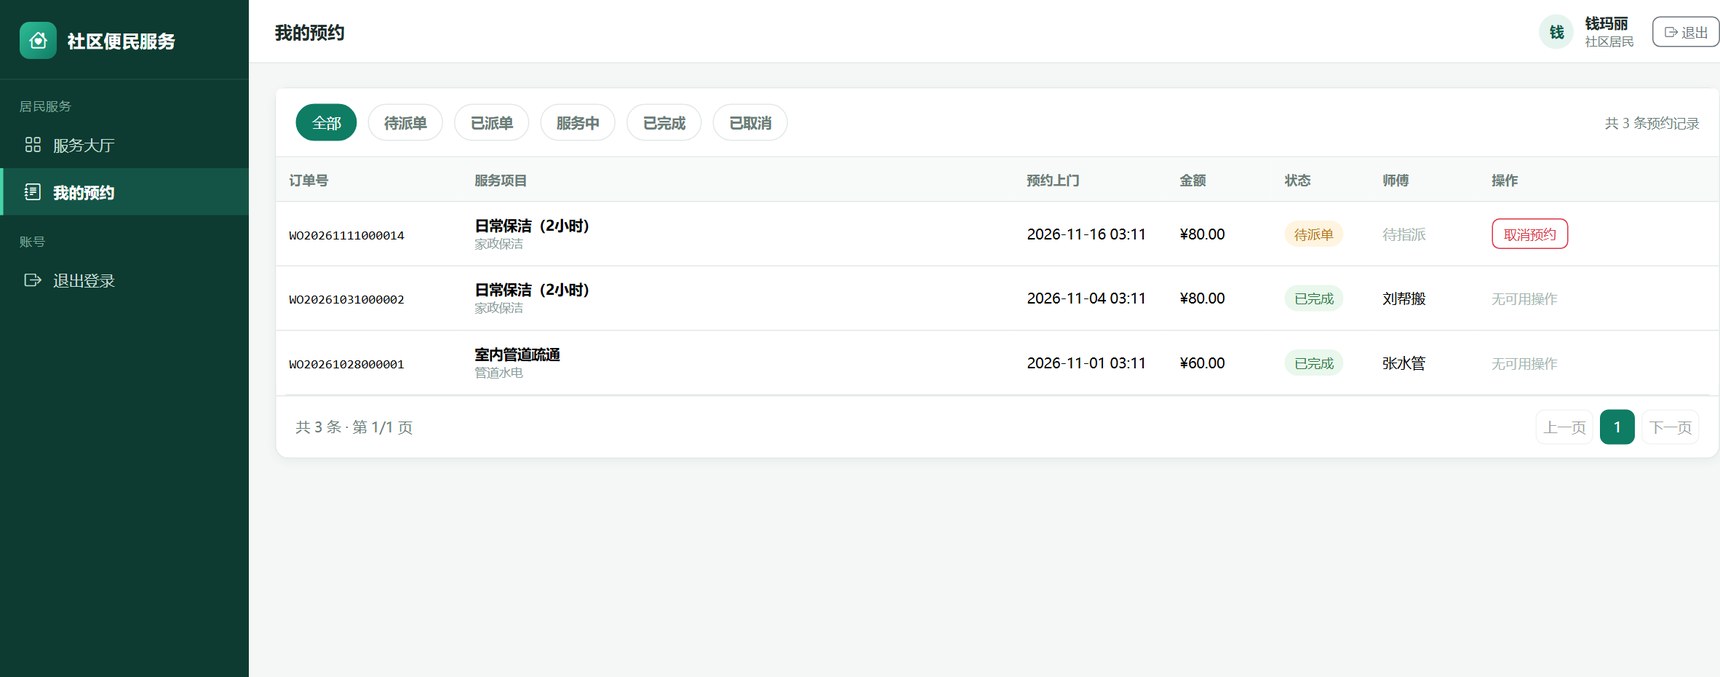 社区便民服务
居民服务
服务大厅
我的预约
账号
退出登录
我的预约
钱
钱玛丽
社区居民
退出
全部 待派单 已派单 服务中 已完成 已取消
共 3 条预约记录
订单号 服务项目 预约上门 金额 状态 师傅 操作
WO20261111000014 日常保洁（2小时） 2026-11-16 03:11 ¥80.00 待派单 待指派 取消预约
家政保洁
WO20261031000002 日常保洁（2小时） 2026-11-04 03:11 ¥80.00 已完成 刘帮搬 无可用操作
家政保洁
WO20261028000001 室内管道疏通 2026-11-01 03:11 ¥60.00 已完成 张水管 无可用操作
管道水电
共 3 条 · 第 1/1 页
上一页 1 下一页